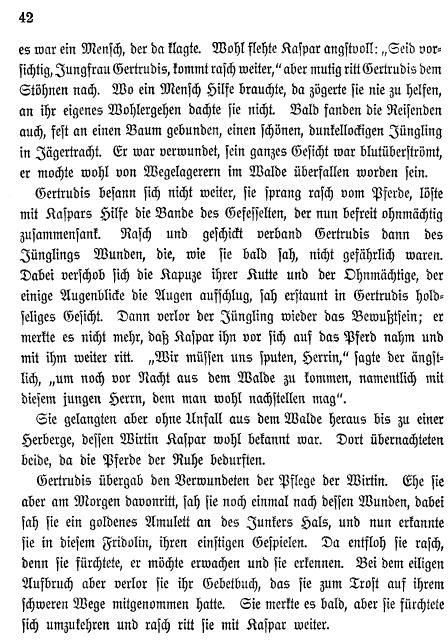 42
es war ein Mensch, der da klagte. Wohl flehte Kaspar angstvoll: „Seid vor-
sichtig, Jungfrau Gertrudis, kommt rasch weiter,“ aber mutig ritt Gertrudis dem
Stöhnen nach. Wo ein Mensch Hilfe brauchte, da zögerte sie nie zu helfen,
an ihr eigenes Wohlergehen dachte sie nicht. Bald fanden die Reisenden
auch, fest an einen Baum gebunden, einen schönen, dunkellockigen Jüngling
in Jägertracht. Er war verwundet, sein ganzes Gesicht war blutüberströmt,
er mochte wohl von Wegelagerern im Walde überfallen worden sein.
Gertrudis besann sich nicht weiter, sie sprang rasch vom Pferde, löste
mit Kaspars Hilfe die Bande des Gefesselten, der nun befreit ohnmächtig
zusammensank. Rasch und geschickt verband Gertrudis dann des
Jünglings Wunden, die, wie sie bald sah, nicht gefährlich waren.
Dabei verschob sich die Kapuze ihrer Kutte und der Ohnmächtige, der
einige Augenblicke die Augen aufschlug, sah erstaunt in Gertrudis hold-
seliges Gesicht. Dann verlor der Jüngling wieder das Bewußtsein; er
merkte es nicht mehr, daß Kaspar ihn vor sich auf das Pferd nahm und
mit ihm weiter ritt. „Wir müssen uns sputen, Herrin,“ sagte der ängst-
lich, „um noch vor Nacht aus dem Walde zu kommen, namentlich mit
diesem jungen Herrn, dem man wohl nachstellen mag“.
Sie gelangten aber ohne Unfall aus dem Walde heraus bis zu einer
Herberge, dessen Wirtin Kaspar wohl bekannt war. Dort übernachteten
beide, da die Pferde der Ruhe bedurften.
Gertrudis übergab den Verwundeten der Pflege der Wirtin. Ehe sie
aber am Morgen davonritt, sah sie noch einmal nach dessen Wunden, dabei
sah sie ein goldenes Amulett an des Junkers Hals, und nun erkannte
sie in diesem Fridolin, ihren einstigen Gespielen. Da entfloh sie rasch,
denn sie fürchtete, er möchte erwachen und sie erkennen. Bei dem eiligen
Aufbruch aber verlor sie ihr Gebetbuch, das sie zum Trost auf ihrem
schweren Wege mitgenommen hatte. Sie merkte es bald, aber sie fürchtete
sich umzukehren und rasch ritt sie mit Kaspar weiter.